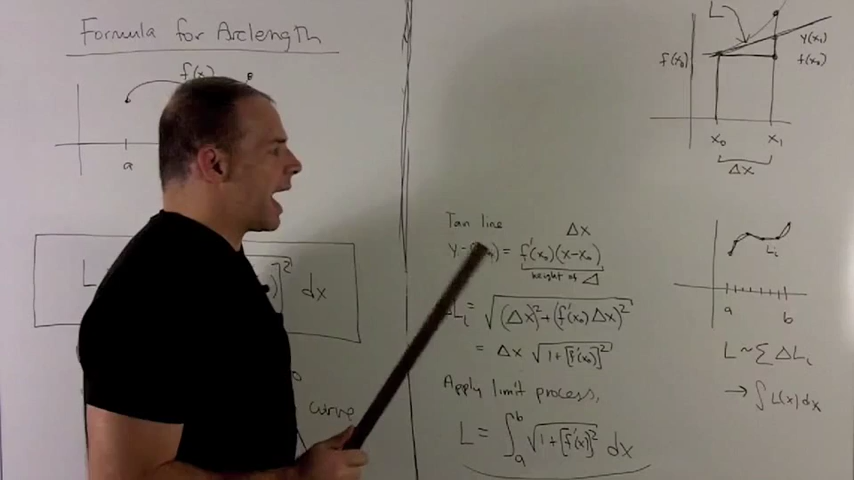 Formula for Arclength
f(x)
a
L
]² dx
curve
L
y(x₁)
f(x₀)
f(x₀)
x₀ x₁
Δx
Tan line
Δx
y- = f'(x₀)(x-x₀)
height of Δ
ΔLᵢ = √(Δx)²+(f'(x₀)Δx)²
= Δx √1+[f'(x₀)]²
Apply limit process,
L = ∫ₐᵇ √1+[f'(x)]² dx
Lᵢ
a b
L ~ Σ ΔLᵢ
→ ∫ L(x) dx